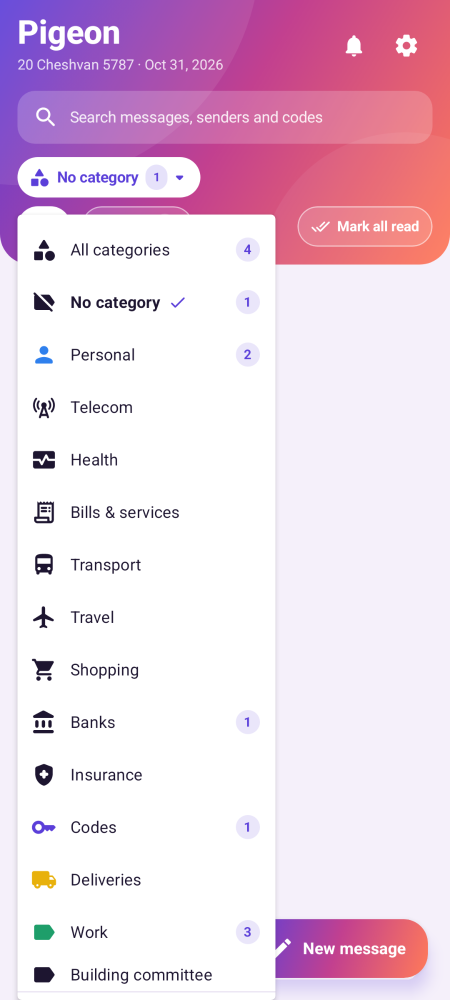 Pigeon
20 Cheshvan 5787 · Oct 31, 2026
Search messages, senders and codes
No category 1
Mark all read
All categories 4
No category 1
Personal 2
Telecom
Health
Bills & services
Transport
Travel
Shopping
Banks 1
Insurance
Codes 1
Deliveries
Work 3
New message
Building committee